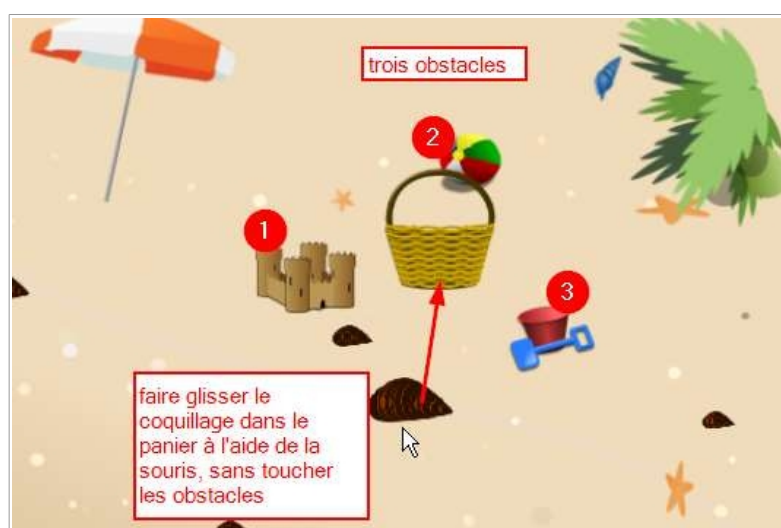 trois obstacles
2
1
3
faire glisser le
coquillage dans le
panier à l'aide de la
souris, sans toucher
les obstacles